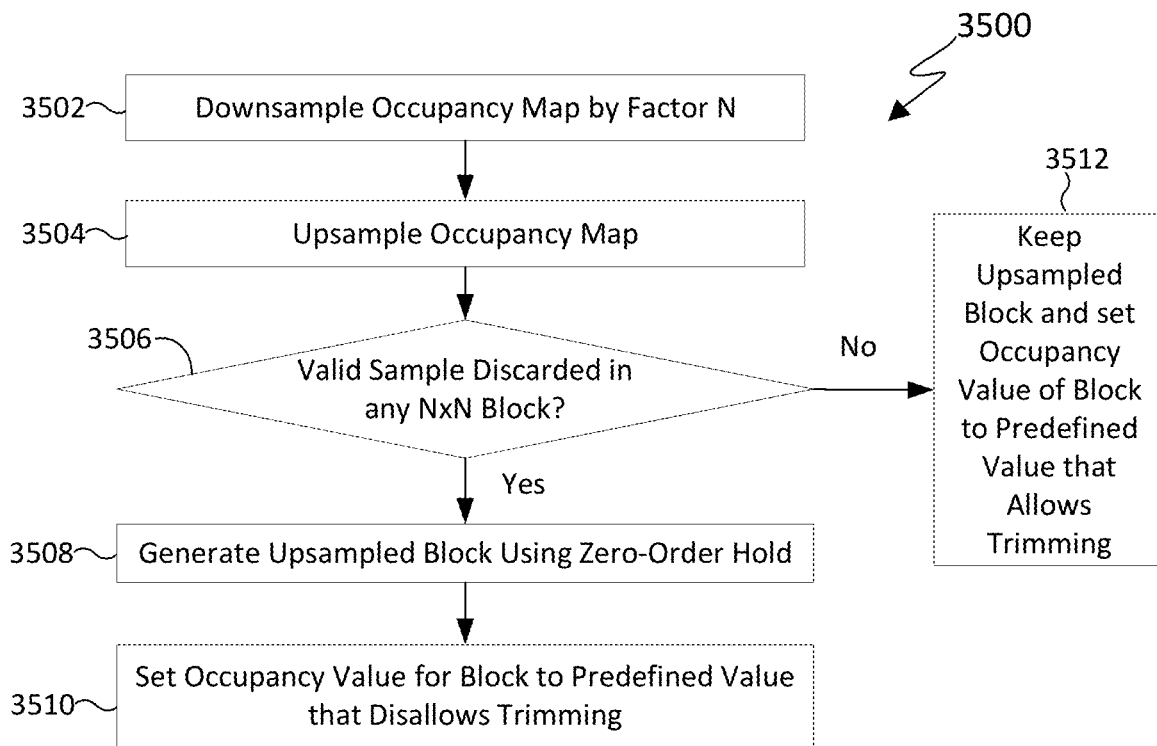 3500
3502
Downsample Occupancy Map by Factor N
3504
Upsample Occupancy Map
3506
Valid Sample Discarded in
any NxN Block?
No
Yes
3512
Keep
Upsampled
Block and set
Occupancy
Value of Block
to Predefined
Value that
Allows
Trimming
3508
Generate Upsampled Block Using Zero-Order Hold
3510
Set Occupancy Value for Block to Predefined Value
that Disallows Trimming